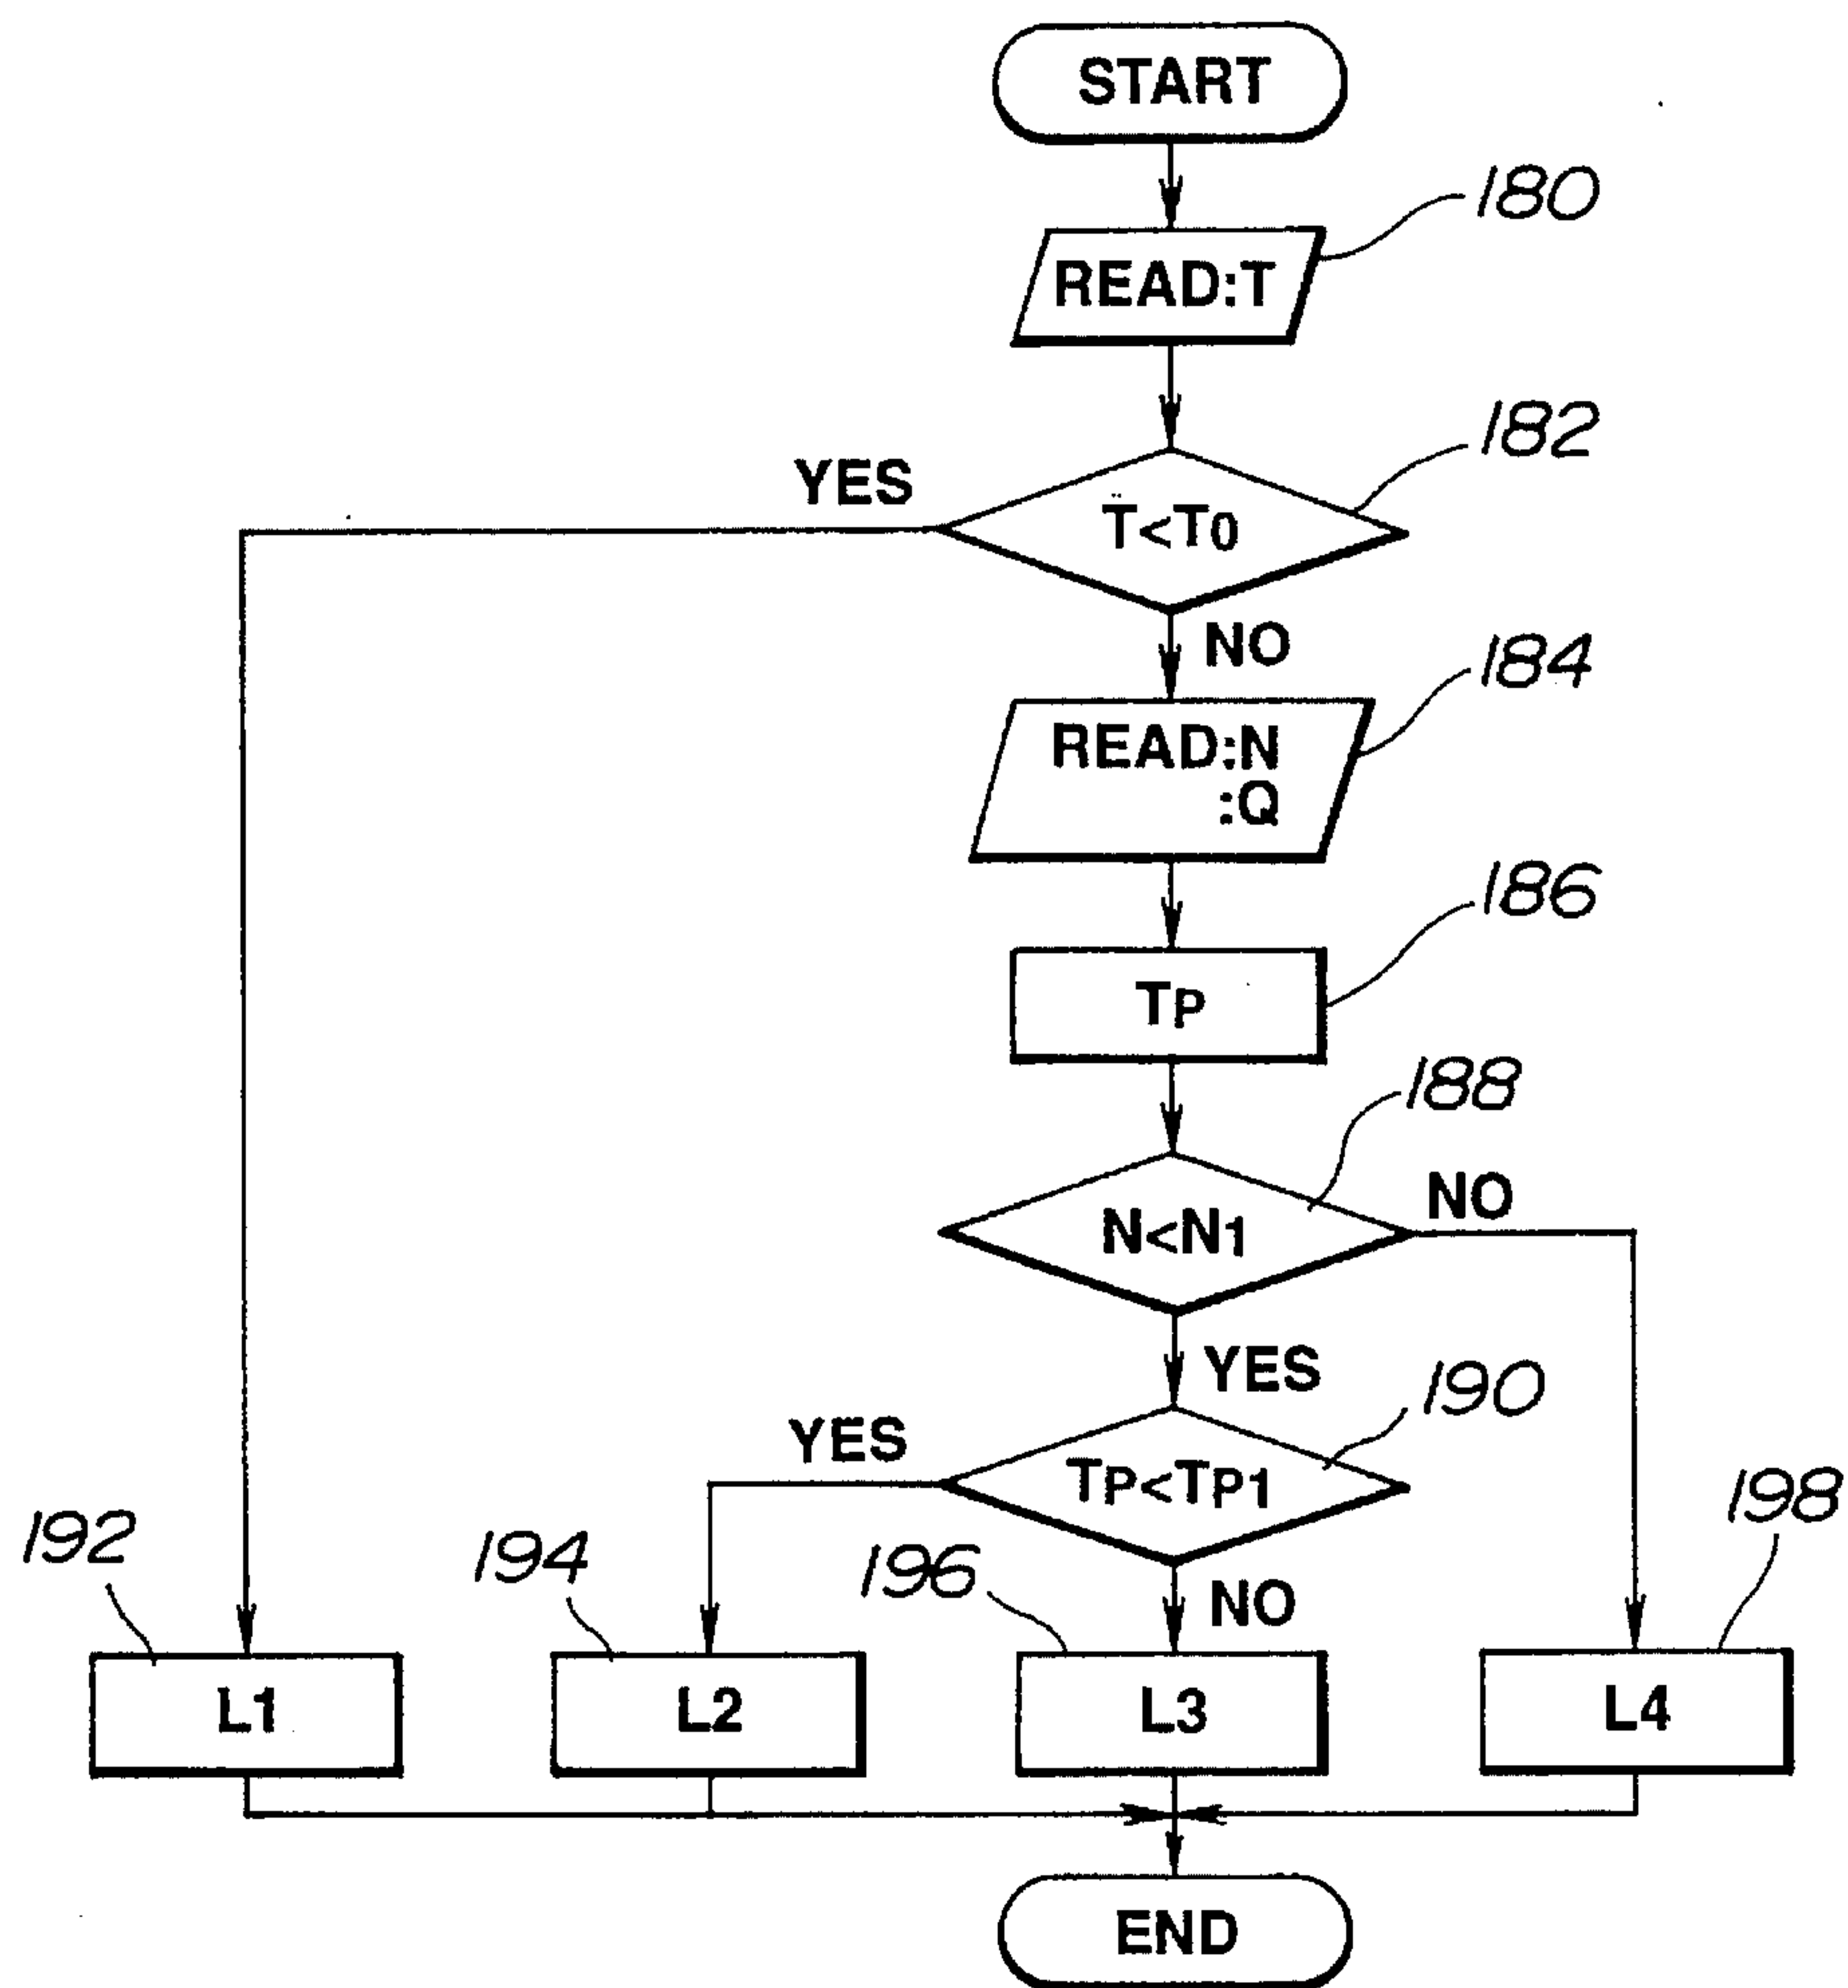 START
180
READ:T
182
YES
T<T0
NO
184
READ:N
:Q
186
TP
188
N<N1
NO
YES
190
YES
TP<TP1
198
192
194
196
NO
L1
L2
L3
L4
END